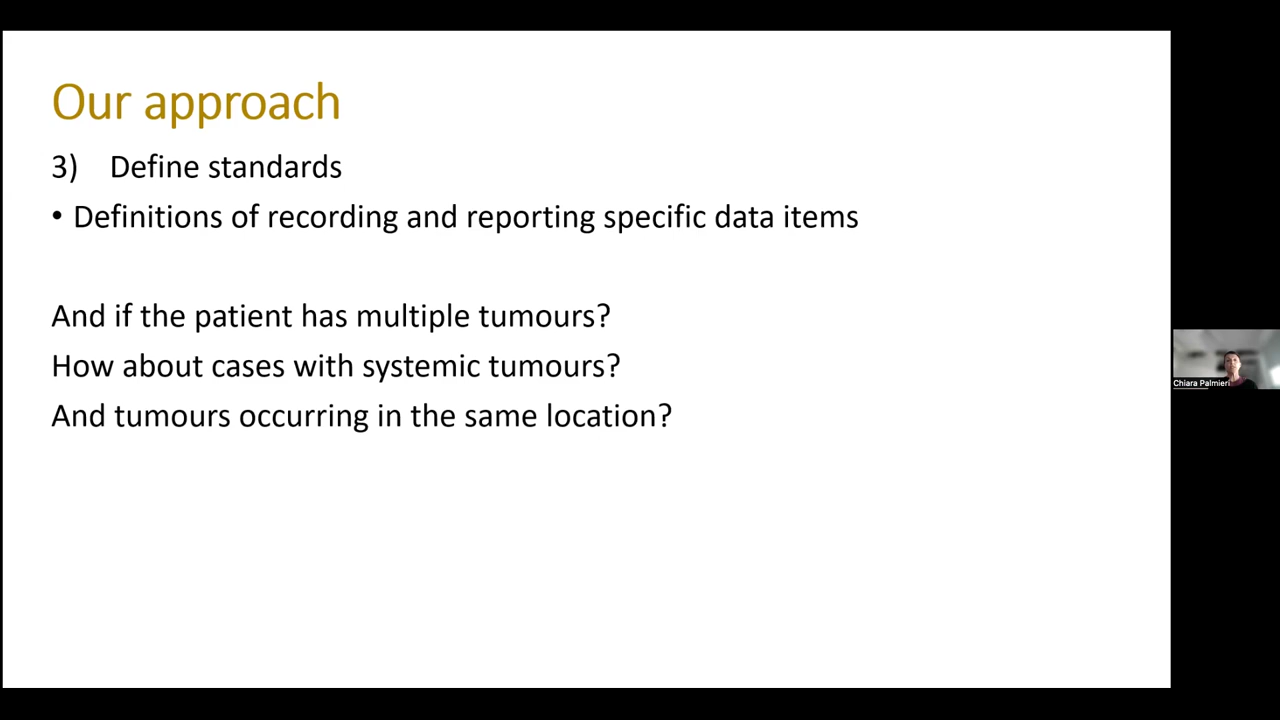 Our approach
3) Define standards
• Definitions of recording and reporting specific data items
And if the patient has multiple tumours?
How about cases with systemic tumours?
And tumours occurring in the same location?
Chiara Palmieri